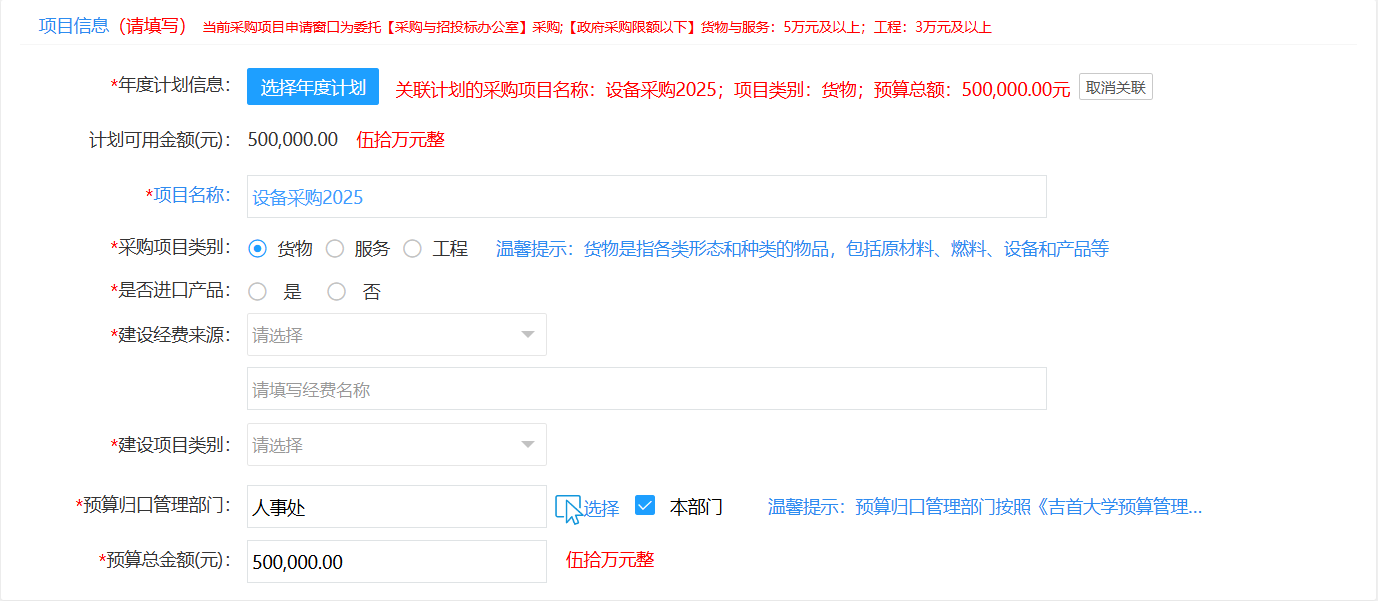 项目信息（请填写） 当前采购项目申请窗口为委托【采购与招投标办公室】采购;【政府采购限额以下】货物与服务：5万元及以上；工程：3万元及以上
*年度计划信息： 选择年度计划 关联计划的采购项目名称：设备采购2025；项目类别：货物；预算总额：500,000.00元 取消关联
计划可用金额(元)： 500,000.00 伍拾万元整
*项目名称： 设备采购2025
*采购项目类别： 货物 服务 工程 温馨提示：货物是指各类形态和种类的物品，包括原材料、燃料、设备和产品等
*是否进口产品： 是 否
*建设经费来源： 请选择
请填写经费名称
*建设项目类别： 请选择
*预算归口管理部门： 人事处 选择 本部门 温馨提示：预算归口管理部门按照《吉首大学预算管理...
*预算总金额(元)： 500,000.00 伍拾万元整